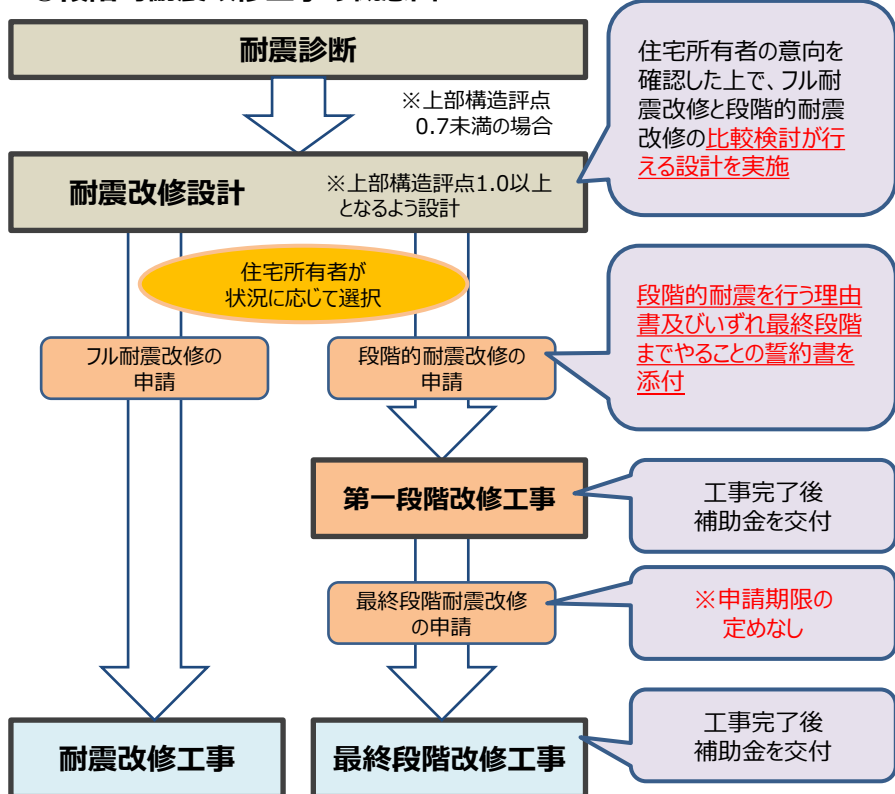 耐震診断
※上部構造評点
0.7未満の場合
住宅所有者の意向を
確認した上で、フル耐
震改修と段階的耐震
改修の比較検討が行
える設計を実施
耐震改修設計
※上部構造評点1.0以上
となるよう設計
住宅所有者が
状況に応じて選択
フル耐震改修の
申請
段階的耐震改修の
申請
段階的耐震を行う理由
書及びいずれ最終段階
までやることの誓約書を
添付
第一段階改修工事
工事完了後
補助金を交付
最終段階耐震改修
の申請
※申請期限の
定めなし
耐震改修工事
最終段階改修工事
工事完了後
補助金を交付